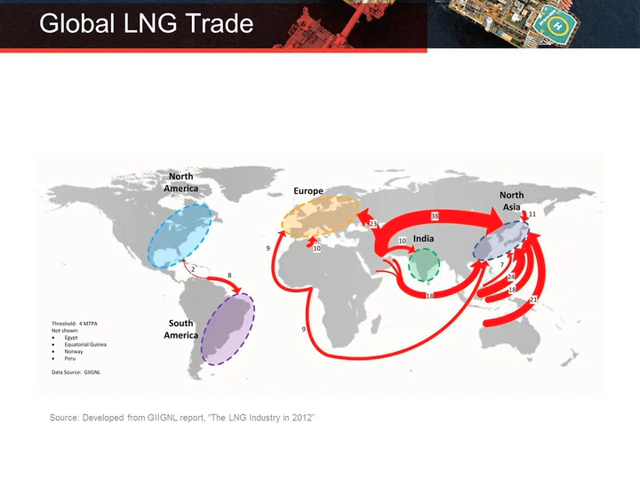 Global LNG Trade
North
America
Europe
North
Asia
11
38
23
India
10
10
9
7
2
8
24
18
18
21
9
South
America
Threshold: 4 MTPA
Not shown:
• Egypt
• Equatorial Guinea
• Norway
• Peru
Data Source: GIIGNL
Source: Developed from GIIGNL report, “The LNG Industry in 2012”